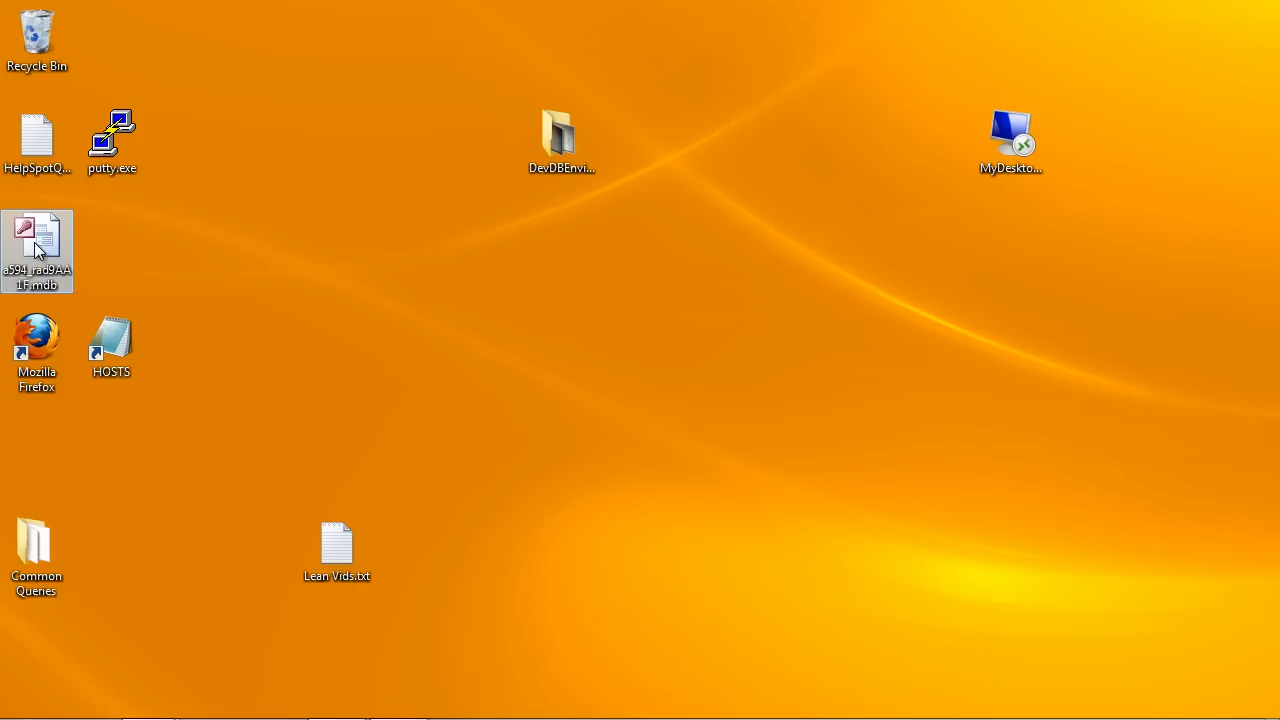 Recycle Bin
HelpSpotQ...
putty.exe
DevDBEnvi...
MyDeskto...
a594_rad9AA
1F.mdb
Mozilla
Firefox
HOSTS
Common
Queries
Lean Vids.txt